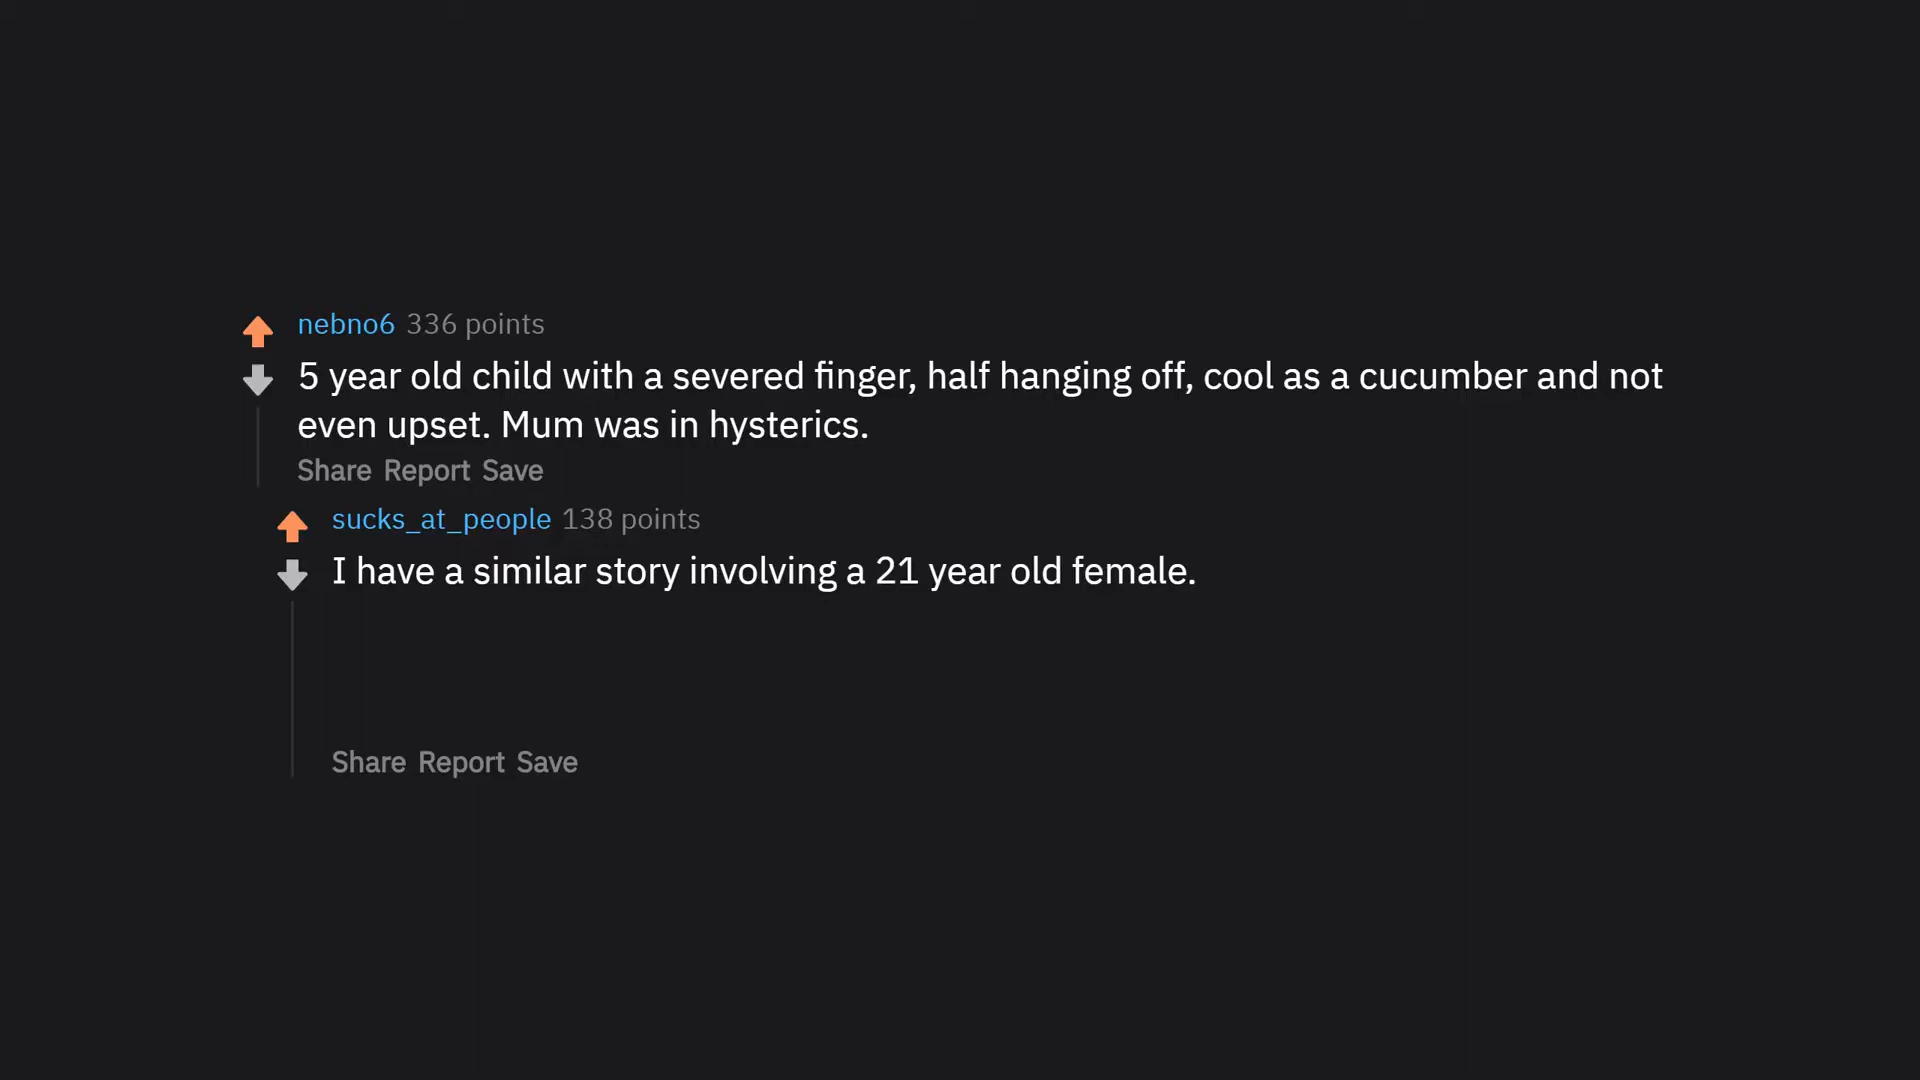 nebno6 336 points
5 year old child with a severed finger, half hanging off, cool as a cucumber and not
even upset. Mum was in hysterics.
Share Report Save
sucks_at_people 138 points
I have a similar story involving a 21 year old female.
Share Report Save